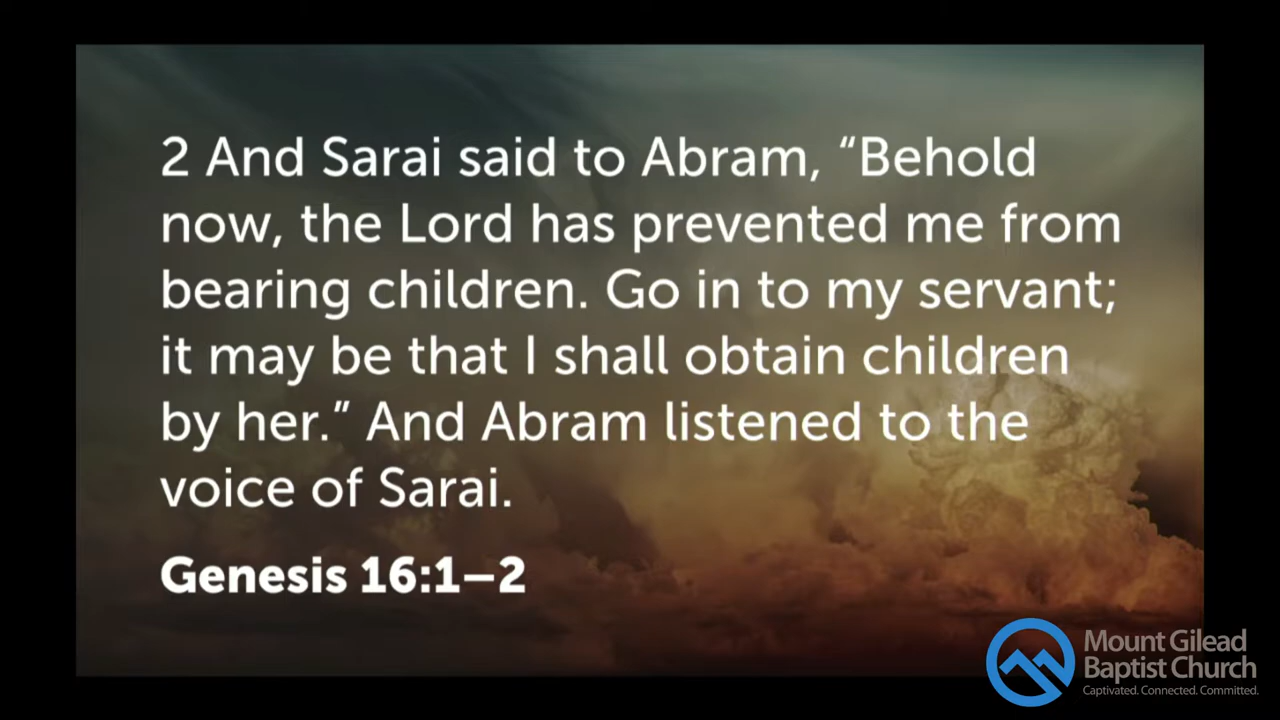 2 And Sarai said to Abram, “Behold
now, the Lord has prevented me from
bearing children. Go in to my servant;
it may be that I shall obtain children
by her.” And Abram listened to the
voice of Sarai.
Genesis 16:1–2
Mount Gilead
Baptist Church
Captivated. Connected. Committed.